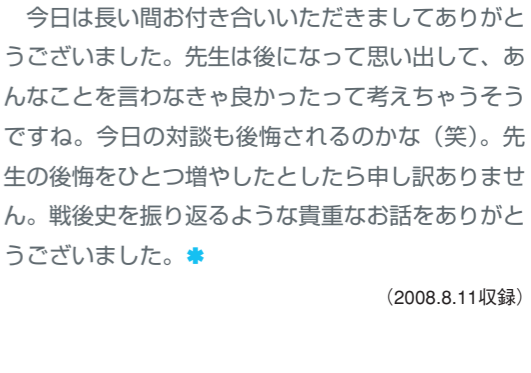 今日は長い間お付き合いいただきましてありがと
うございました。先生は後になって思い出して、あ
んなことを言わなきゃ良かったって考えちゃうそう
ですね。今日の対談も後悔されるのかな（笑）。先
生の後悔をひとつ増やしたとしたら申し訳ありませ
ん。戦後史を振り返るような貴重なお話をありがと
うございました。✱
（2008.8.11収録）